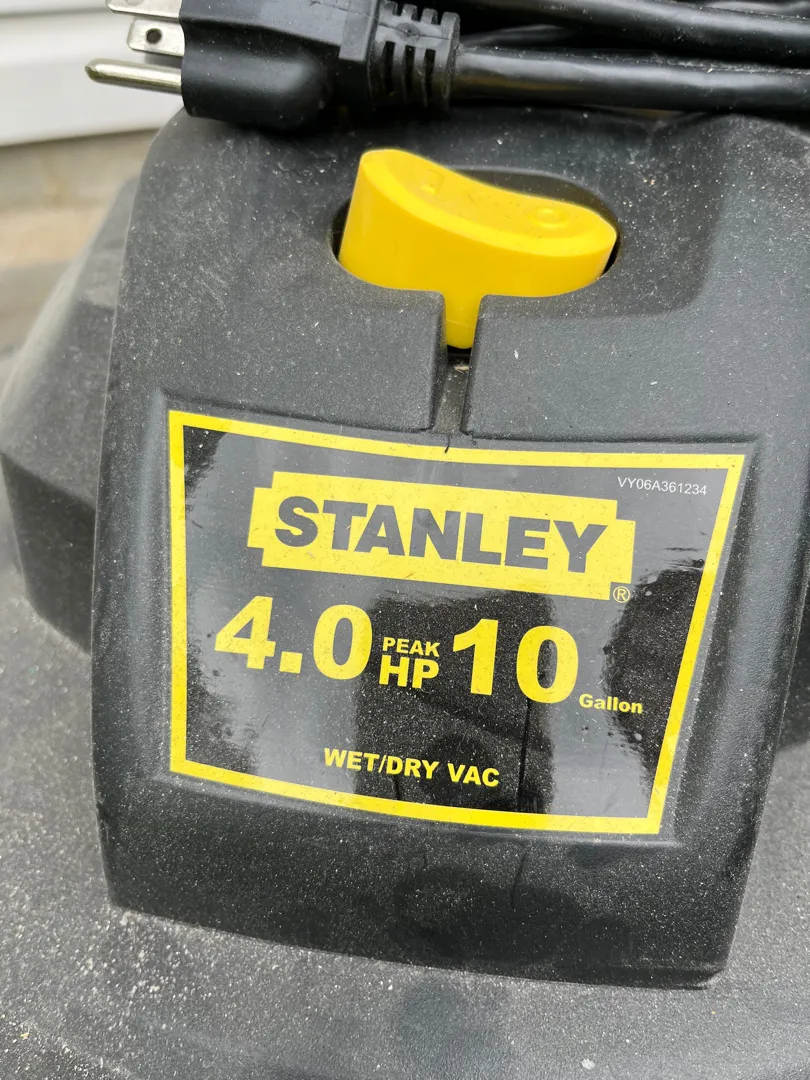 VY06A361234
STANLEY®
4.0 PEAK HP 10 Gallon
WET/DRY VAC